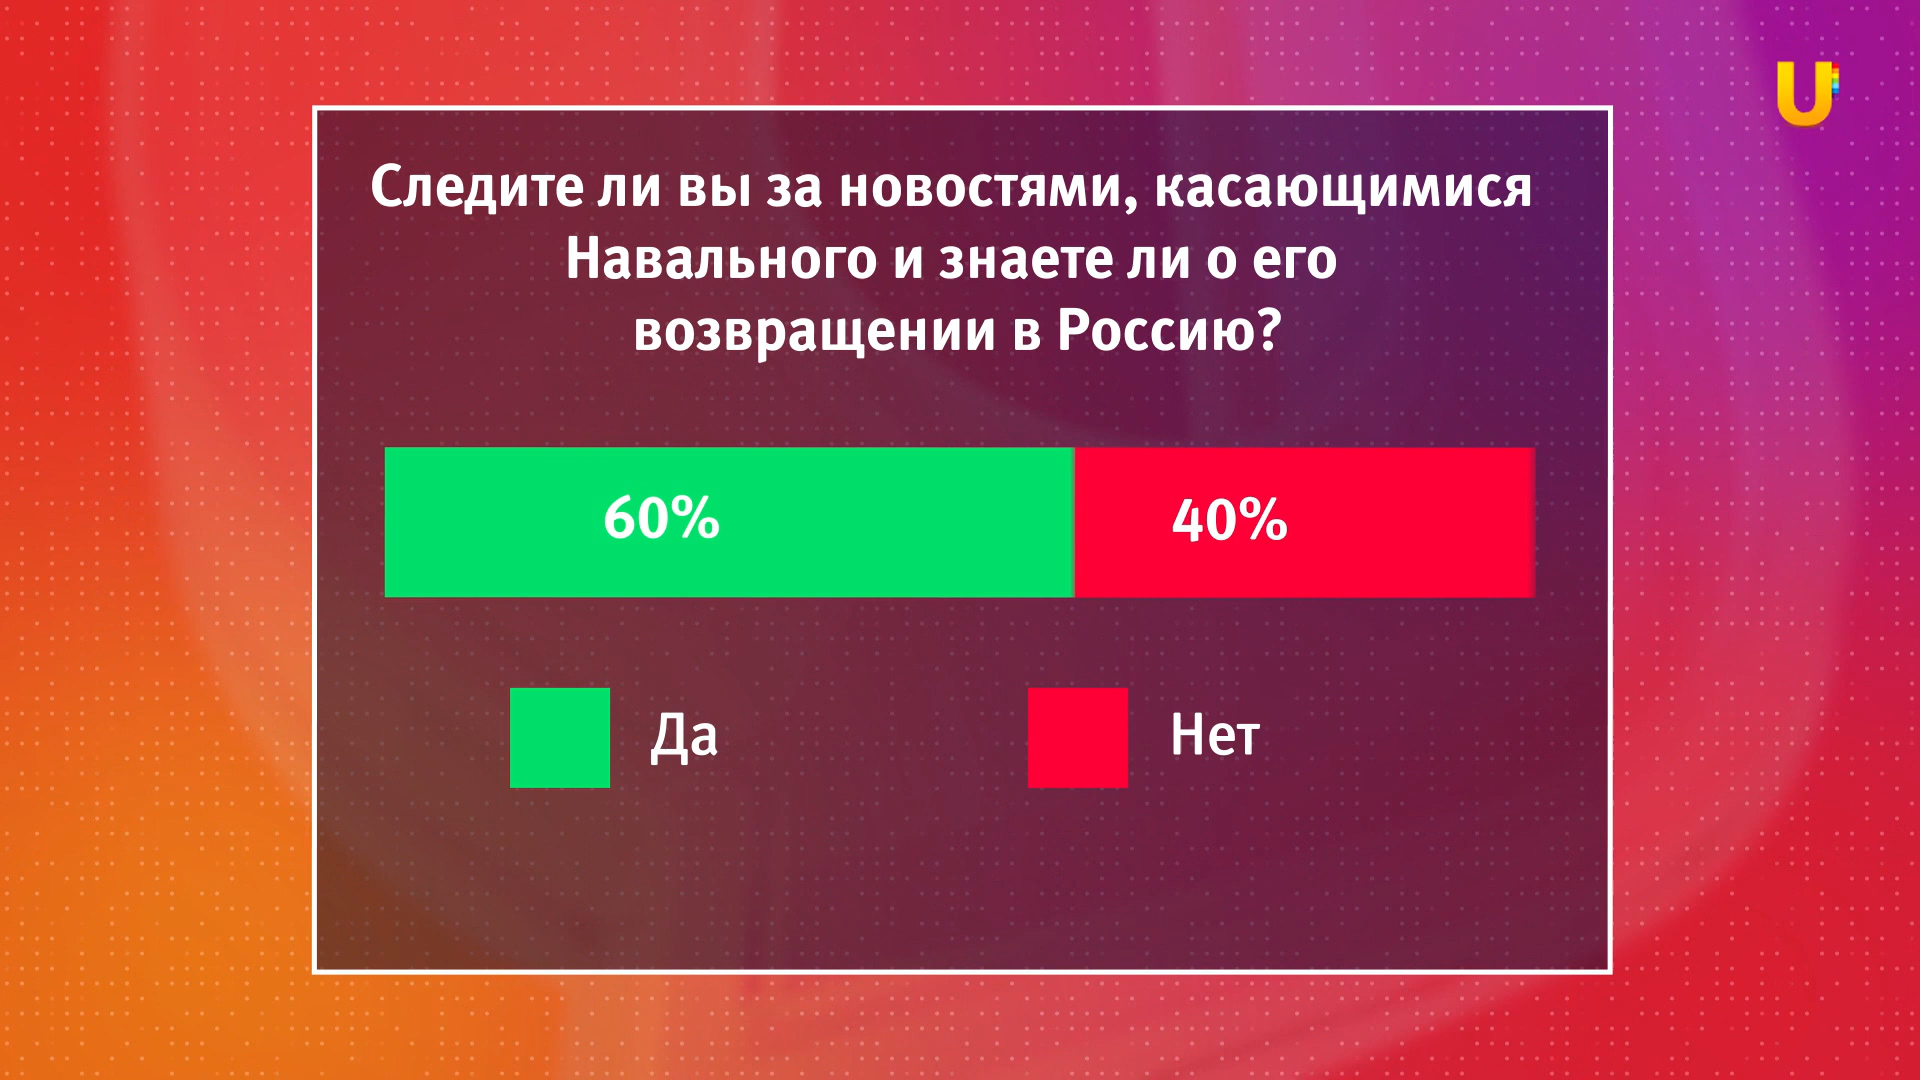 U
Следите ли вы за новостями, касающимися
Навального и знаете ли о его
возвращении в Россию?
60% 40%
Да Нет